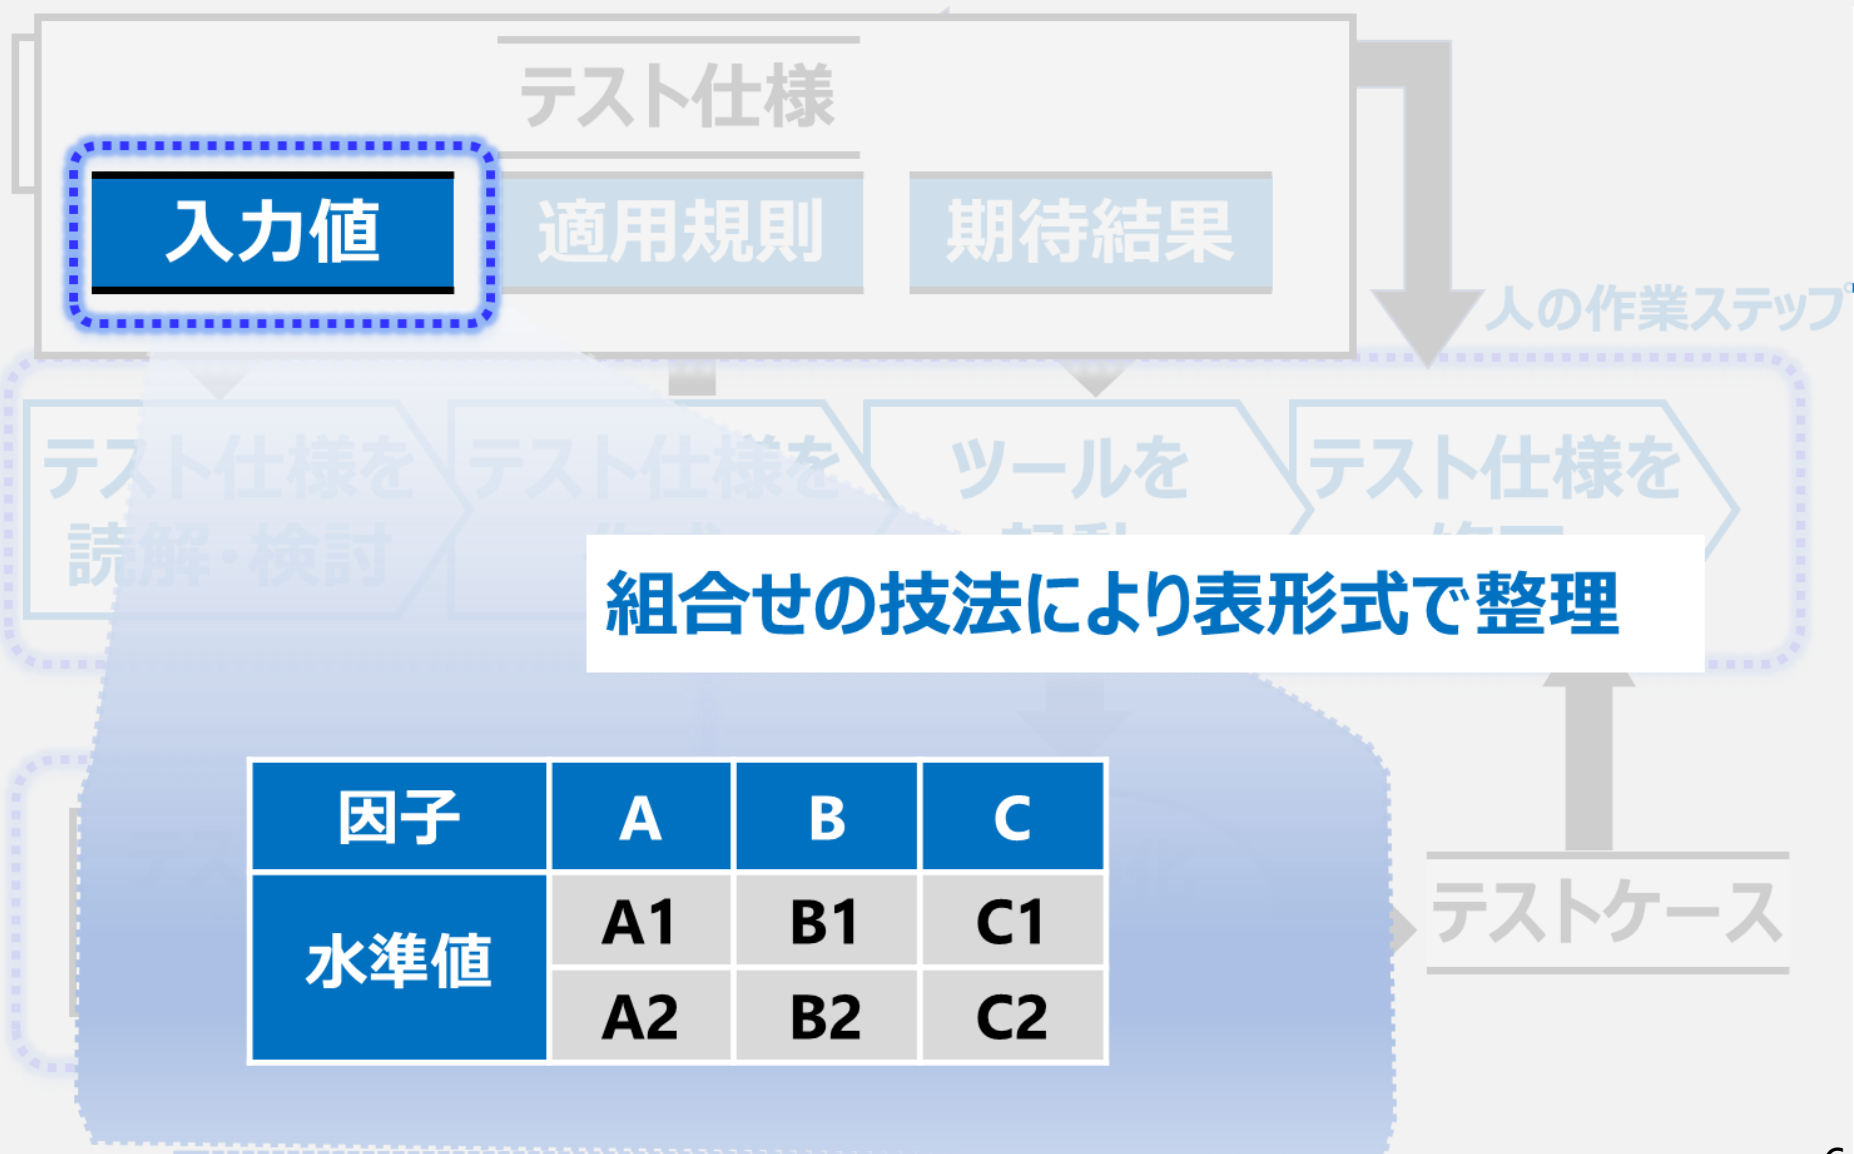 テスト仕様
入力値
適用規則
期待結果
人の作業ステップ
テスト仕様を
読解・検討
テスト仕様を
ツールを
テスト仕様を
組合せの技法により表形式で整理
因子 A B C
水準値
A1 B1 C1
A2 B2 C2
テストケース